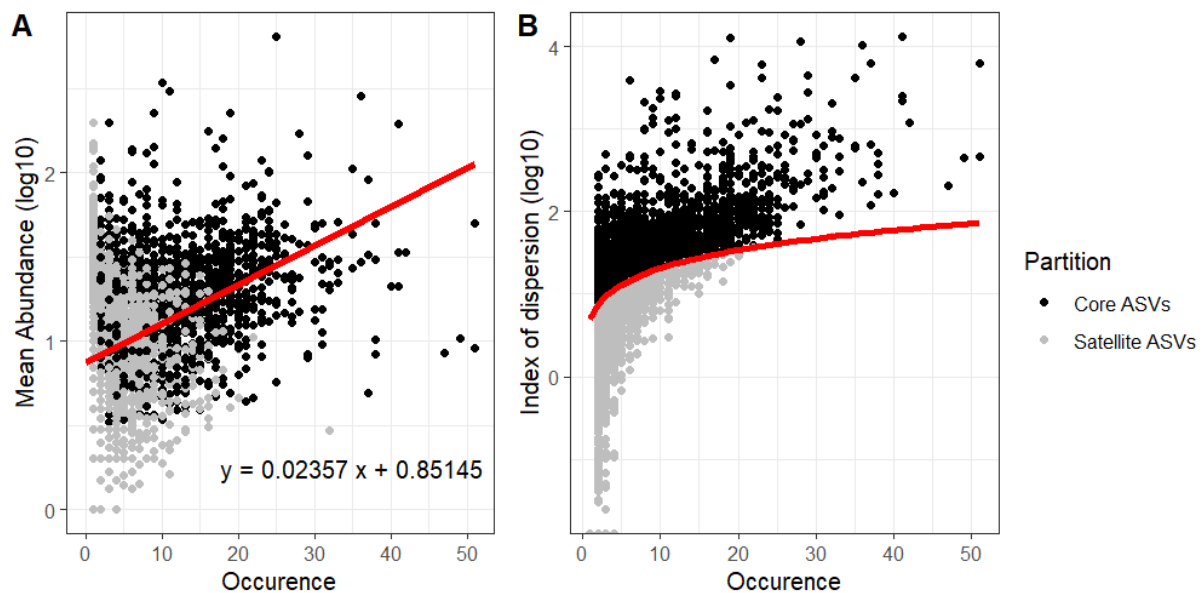 A
Mean Abundance (log10)
2
1
0
y = 0.02357 x + 0.85145
0 10 20 30 40 50
Occurence
B
Index of dispersion (log10)
4
2
0
0 10 20 30 40 50
Occurence
Partition
Core ASVs
Satellite ASVs